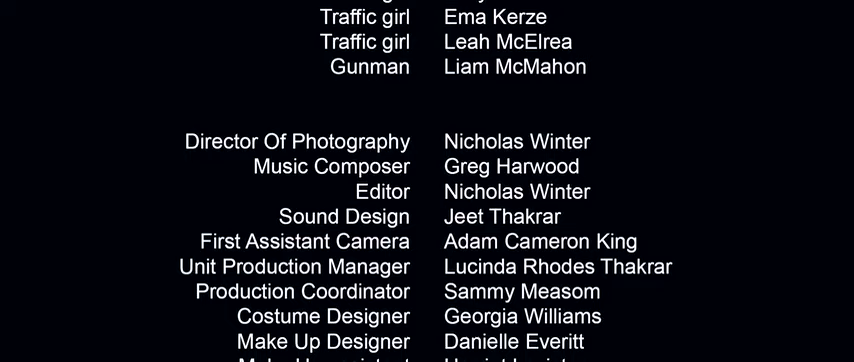 Traffic girl Ema Kerze
Traffic girl Leah McElrea
Gunman Liam McMahon
Director Of Photography Nicholas Winter
Music Composer Greg Harwood
Editor Nicholas Winter
Sound Design Jeet Thakrar
First Assistant Camera Adam Cameron King
Unit Production Manager Lucinda Rhodes Thakrar
Production Coordinator Sammy Measom
Costume Designer Georgia Williams
Make Up Designer Danielle Everitt